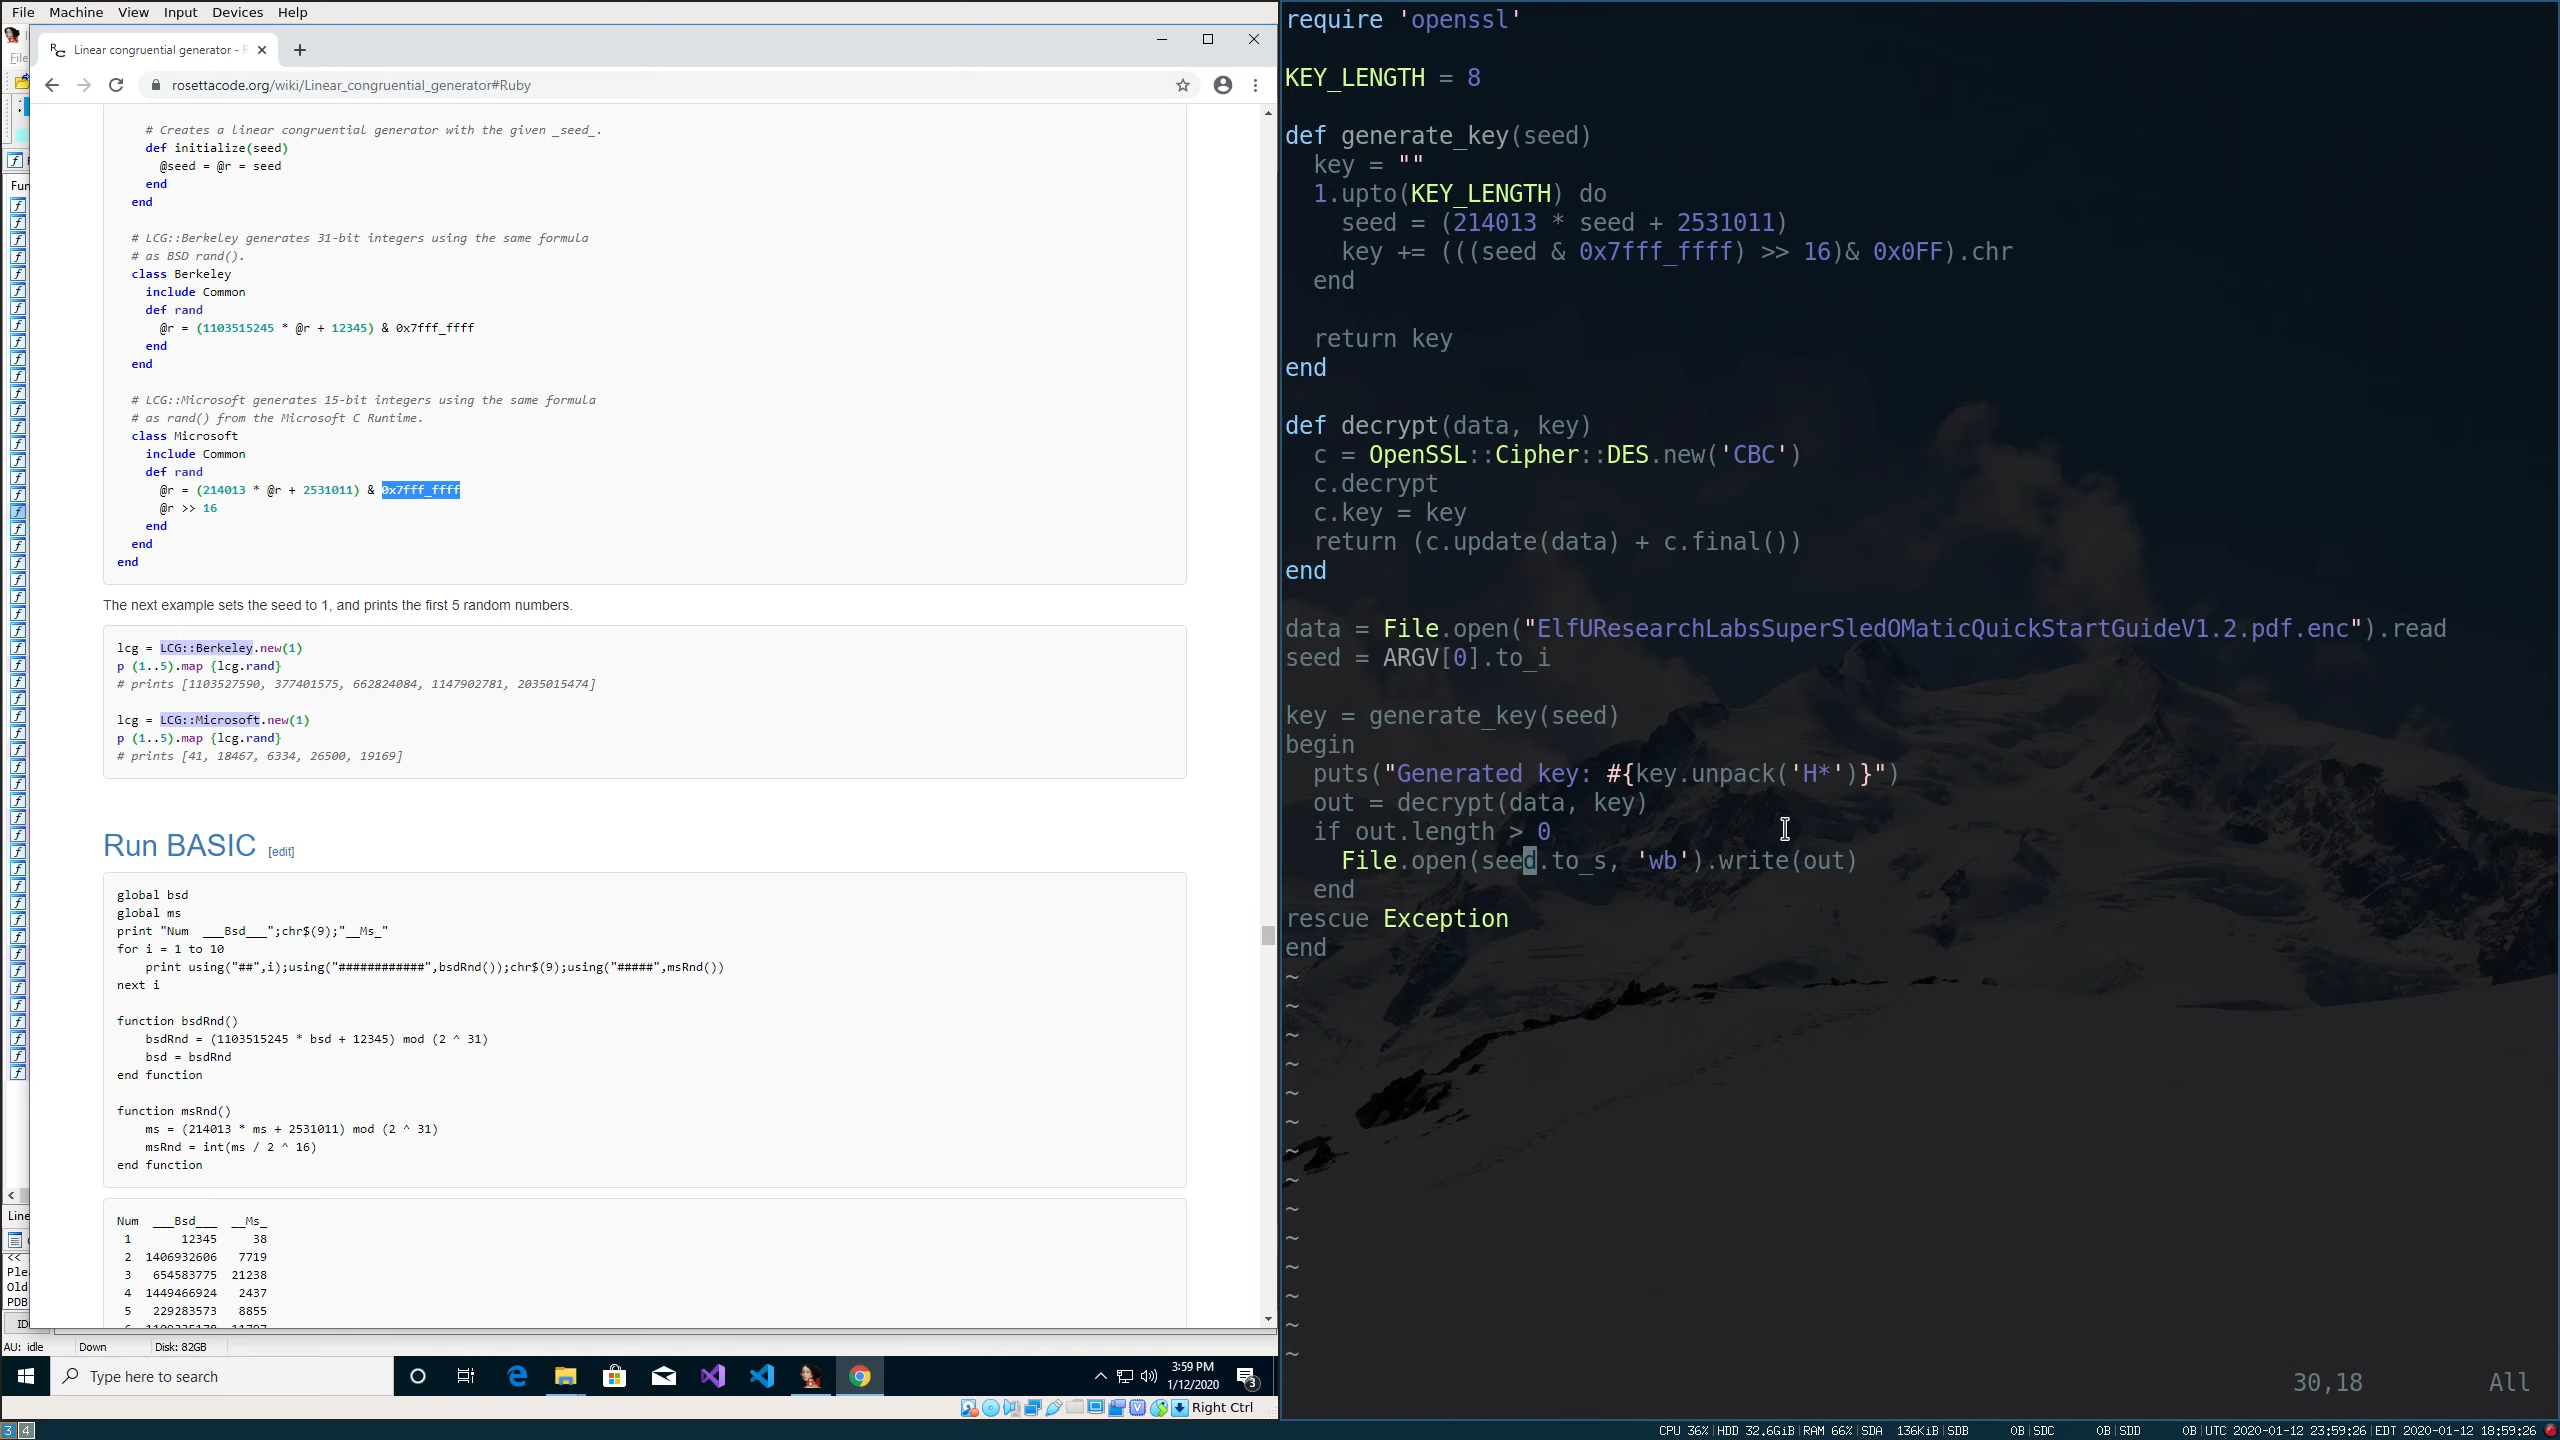 File Machine View Input Devices Help
Linear congruential generator - R
rosettacode.org/wiki/Linear_congruential_generator#Ruby
File
Fun
# Creates a linear congruential generator with the given _seed_.
def initialize(seed)
@seed = @r = seed
end
end
# LCG::Berkeley generates 31-bit integers using the same formula
# as BSD rand().
class Berkeley
include Common
def rand
@r = (1103515245 * @r + 12345) & 0x7fff_ffff
end
end
# LCG::Microsoft generates 15-bit integers using the same formula
# as rand() from the Microsoft C Runtime.
class Microsoft
include Common
def rand
@r = (214013 * @r + 2531011) & 0x7fff_ffff
@r >> 16
end
end
end
The next example sets the seed to 1, and prints the first 5 random numbers.
lcg = LCG::Berkeley.new(1)
p (1..5).map {lcg.rand}
# prints [1103527590, 377401575, 662824084, 1147902781, 2035015474]
lcg = LCG::Microsoft.new(1)
p (1..5).map {lcg.rand}
# prints [41, 18467, 6334, 26500, 19169]
Run BASIC [edit]
global bsd
global ms
print "Num ___Bsd___";chr$(9);"__Ms_"
for i = 1 to 10
print using("##",i);using("############",bsdRnd());chr$(9);using("#####",msRnd())
next i
function bsdRnd()
bsdRnd = (1103515245 * bsd + 12345) mod (2 ^ 31)
bsd = bsdRnd
end function
function msRnd()
ms = (214013 * ms + 2531011) mod (2 ^ 31)
msRnd = int(ms / 2 ^ 16)
end function
Num ___Bsd___ __Ms_
1 12345 38
2 1406932606 7719
3 654583775 21238
4 1449466924 2437
5 229283573 8855
Line
Plea
Old
PDB
AU: idle Down Disk: 82GB
Type here to search
3:59 PM
1/12/2020
3
Right Ctrl
require 'openssl'
KEY_LENGTH = 8
def generate_key(seed)
key = ""
1.upto(KEY_LENGTH) do
seed = (214013 * seed + 2531011)
key += (((seed & 0x7fff_ffff) >> 16)& 0x0FF).chr
end
return key
end
def decrypt(data, key)
c = OpenSSL::Cipher::DES.new('CBC')
c.decrypt
c.key = key
return (c.update(data) + c.final())
end
data = File.open("ElfUResearchLabsSuperSledOMaticQuickStartGuideV1.2.pdf.enc").read
seed = ARGV[0].to_i
key = generate_key(seed)
begin
puts("Generated key: #{key.unpack('H*')}")
out = decrypt(data, key)
if out.length > 0
File.open(seed.to_s, 'wb').write(out)
end
rescue Exception
end
~
~
~
~
~
~
~
~
~
~
~
~
~
~
30,18 All
3 4
CPU 36%|HDD 32.6GiB|RAM 66%|SDA 136KiB|SDB 0B|SDC 0B|SDD 0B|UTC 2020-01-12 23:59:26|EDT 2020-01-12 18:59:26